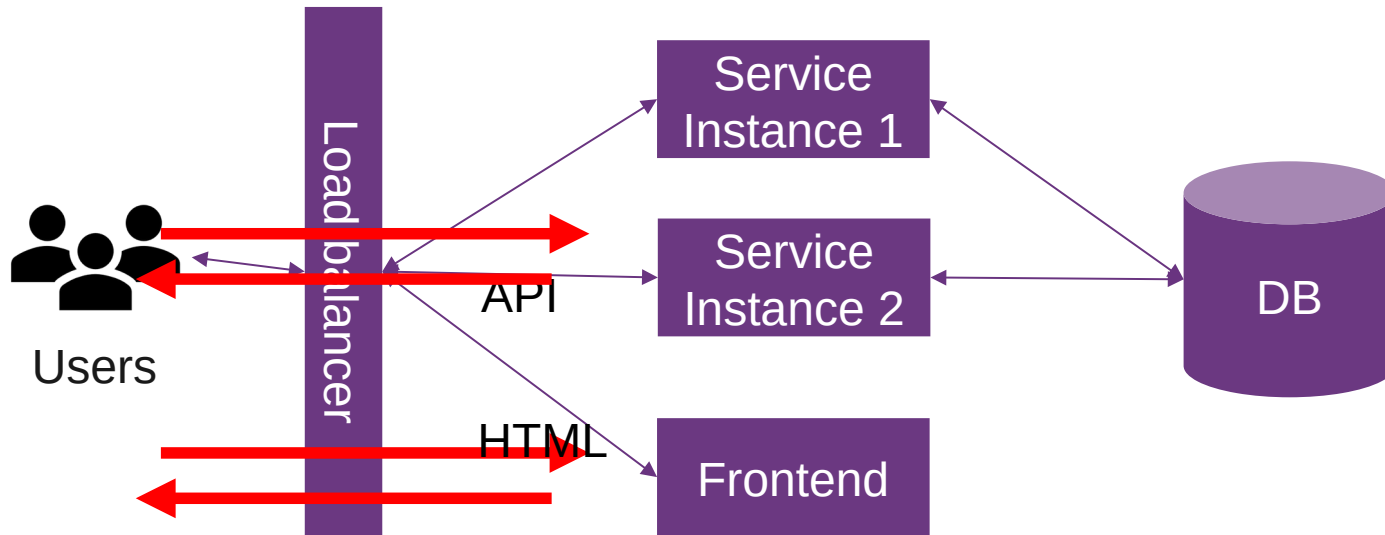 Service
Instance 1
Load balancer
Service
Instance 2
API
DB
Users
HTML
Frontend